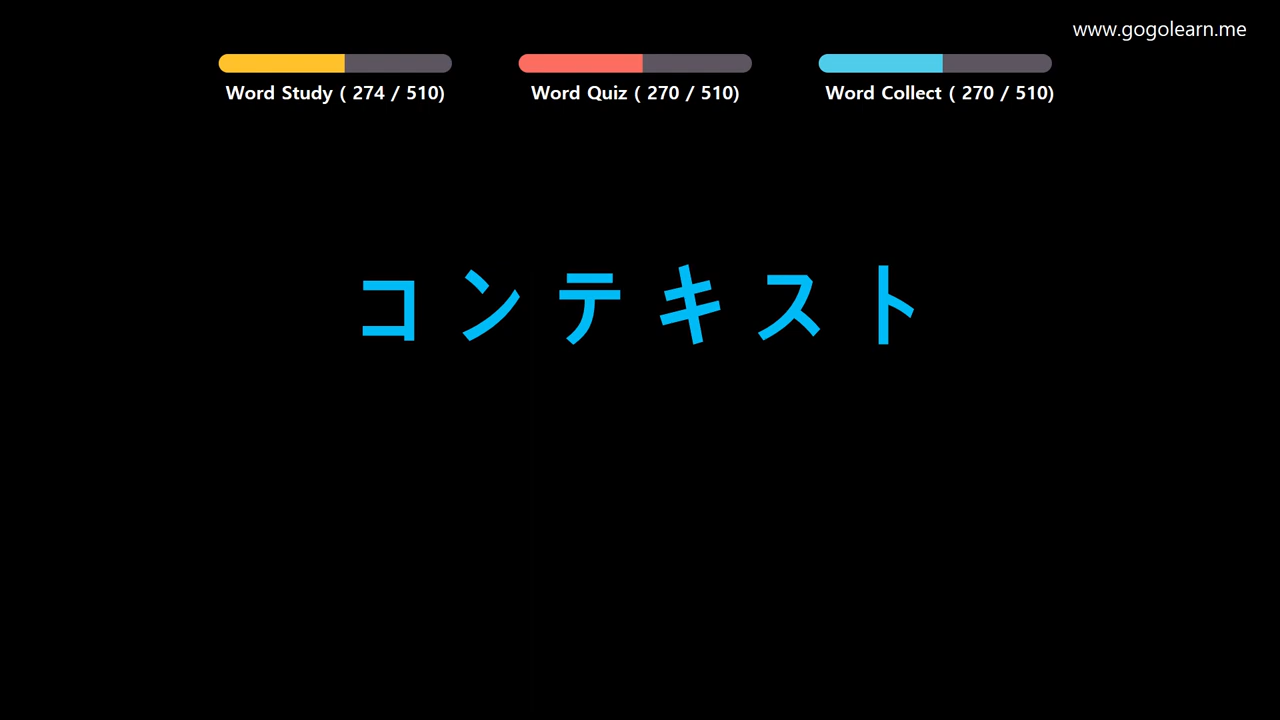 www.gogolearn.me
Word Study ( 274 / 510)
Word Quiz ( 270 / 510)
Word Collect ( 270 / 510)
コンテキスト